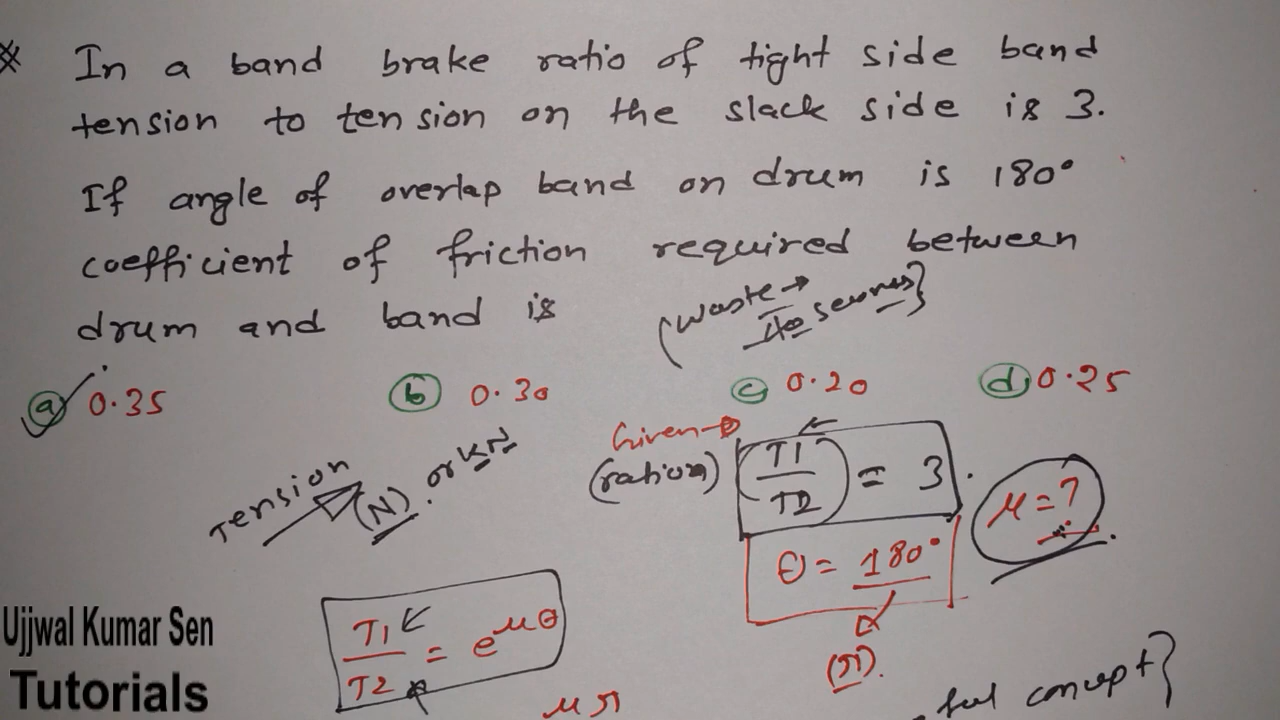 * In a band brake ratio of tight side band
tension to tension on the slack side is 3.
If angle of overlap band on drum is 180°
coefficient of friction required between
drum and band is
(waste →
seconds}
(a) 0.35 (b) 0.30 (c) 0.20 (d) 0.25
Tension (N) or KN
Given →
(ration) (T1/T2) = 3.
μ = ?
θ = 180°
(π).
T1/T2 = e^μθ
μπ
concept}
Ujjwal Kumar Sen
Tutorials